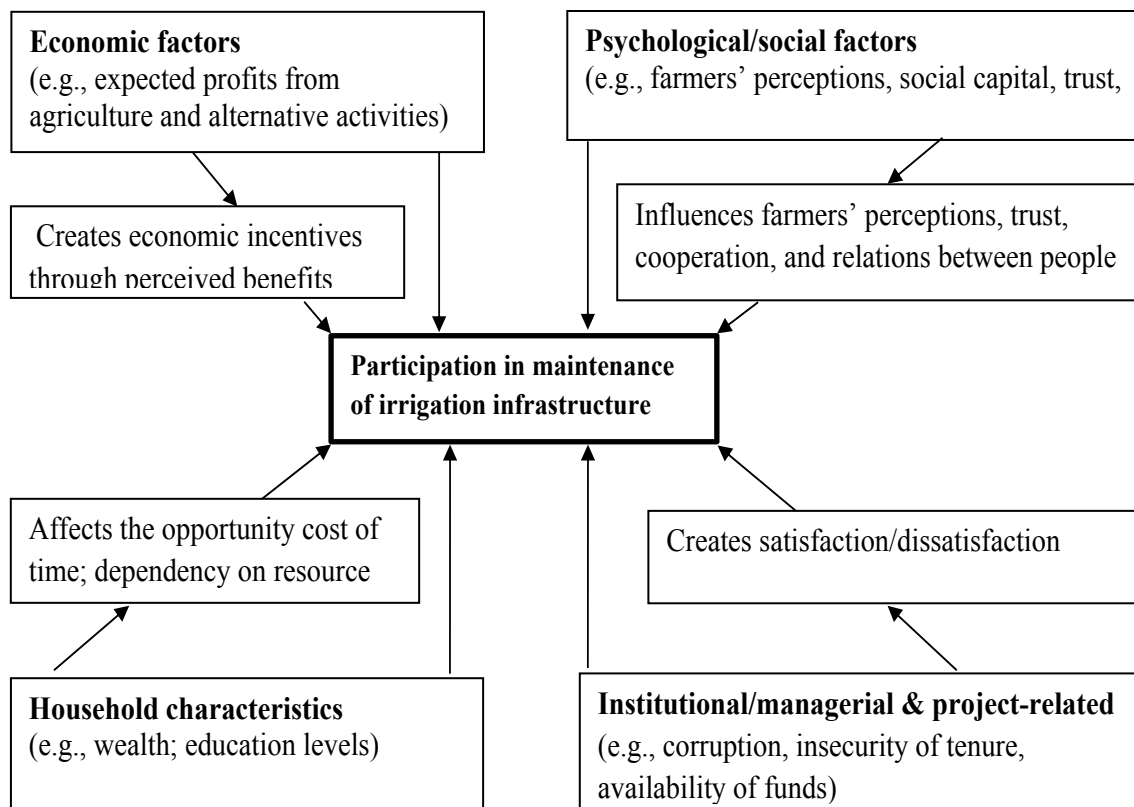 Economic factors
(e.g., expected profits from
agriculture and alternative activities)
Psychological/social factors
(e.g., farmers’ perceptions, social capital, trust,
Creates economic incentives
through perceived benefits
Influences farmers’ perceptions, trust,
cooperation, and relations between people
Participation in maintenance
of irrigation infrastructure
Affects the opportunity cost of
time; dependency on resource
Creates satisfaction/dissatisfaction
Household characteristics
(e.g., wealth; education levels)
Institutional/managerial & project-related
(e.g., corruption, insecurity of tenure,
availability of funds)